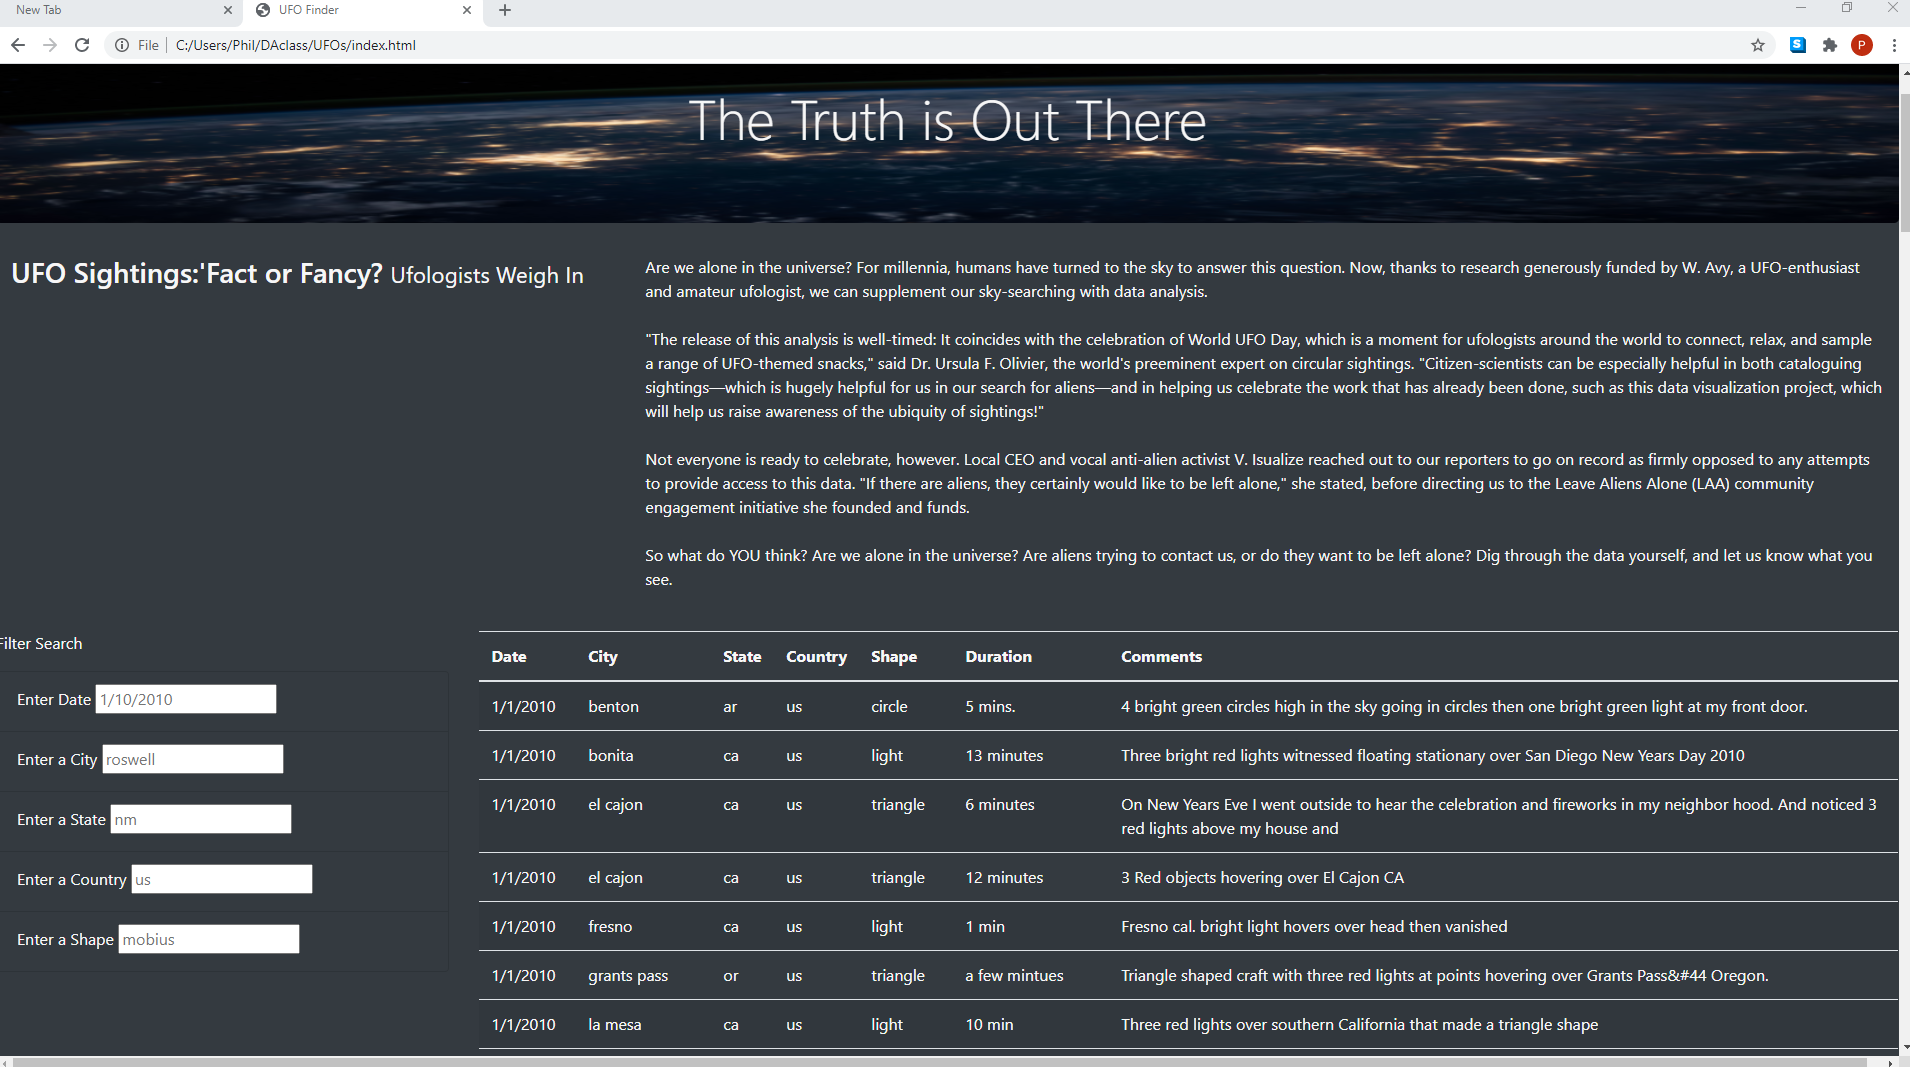 New Tab
UFO Finder
File
C:/Users/Phil/DAclass/UFOs/index.html
S
P
The Truth is Out There
UFO Sightings:'Fact or Fancy? Ufologists Weigh In
Are we alone in the universe? For millennia, humans have turned to the sky to answer this question. Now, thanks to research generously funded by W. Avy, a UFO-enthusiast
and amateur ufologist, we can supplement our sky-searching with data analysis.
"The release of this analysis is well-timed: It coincides with the celebration of World UFO Day, which is a moment for ufologists around the world to connect, relax, and sample
a range of UFO-themed snacks," said Dr. Ursula F. Olivier, the world's preeminent expert on circular sightings. "Citizen-scientists can be especially helpful in both cataloguing
sightings—which is hugely helpful for us in our search for aliens—and in helping us celebrate the work that has already been done, such as this data visualization project, which
will help us raise awareness of the ubiquity of sightings!"
Not everyone is ready to celebrate, however. Local CEO and vocal anti-alien activist V. Isualize reached out to our reporters to go on record as firmly opposed to any attempts
to provide access to this data. "If there are aliens, they certainly would like to be left alone," she stated, before directing us to the Leave Aliens Alone (LAA) community
engagement initiative she founded and funds.
So what do YOU think? Are we alone in the universe? Are aliens trying to contact us, or do they want to be left alone? Dig through the data yourself, and let us know what you
see.
Filter Search
Enter Date 1/10/2010
Enter a City roswell
Enter a State nm
Enter a Country us
Enter a Shape mobius
Date City State Country Shape Duration Comments
1/1/2010 benton ar us circle 5 mins. 4 bright green circles high in the sky going in circles then one bright green light at my front door.
1/1/2010 bonita ca us light 13 minutes Three bright red lights witnessed floating stationary over San Diego New Years Day 2010
1/1/2010 el cajon ca us triangle 6 minutes On New Years Eve I went outside to hear the celebration and fireworks in my neighbor hood. And noticed 3
red lights above my house and
1/1/2010 el cajon ca us triangle 12 minutes 3 Red objects hovering over El Cajon CA
1/1/2010 fresno ca us light 1 min Fresno cal. bright light hovers over head then vanished
1/1/2010 grants pass or us triangle a few mintues Triangle shaped craft with three red lights at points hovering over Grants Pass&#44 Oregon.
1/1/2010 la mesa ca us light 10 min Three red lights over southern California that made a triangle shape